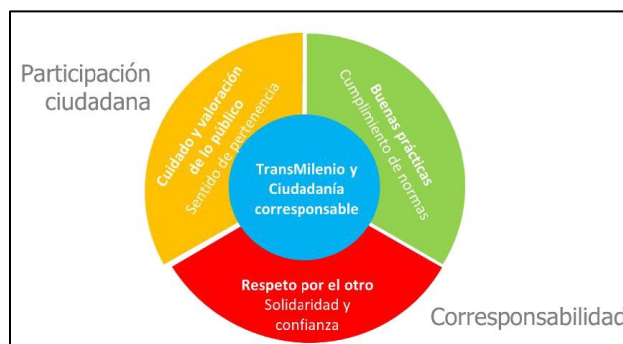 Participación
ciudadana
Cuidado y valoración
de lo público
Sentido de pertenencia
Buenas prácticas
Cumplimiento de normas
TransMilenio y
Ciudadanía
corresponsable
Respeto por el otro
Solidaridad y
confianza
Corresponsabilidad